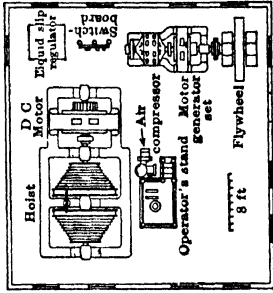 Liquid slip
regulator
Switch-
board
D C
Motor
Hoist
Air
compressor
Operator's stand
Motor
generator
set
Flywheel
8 ft